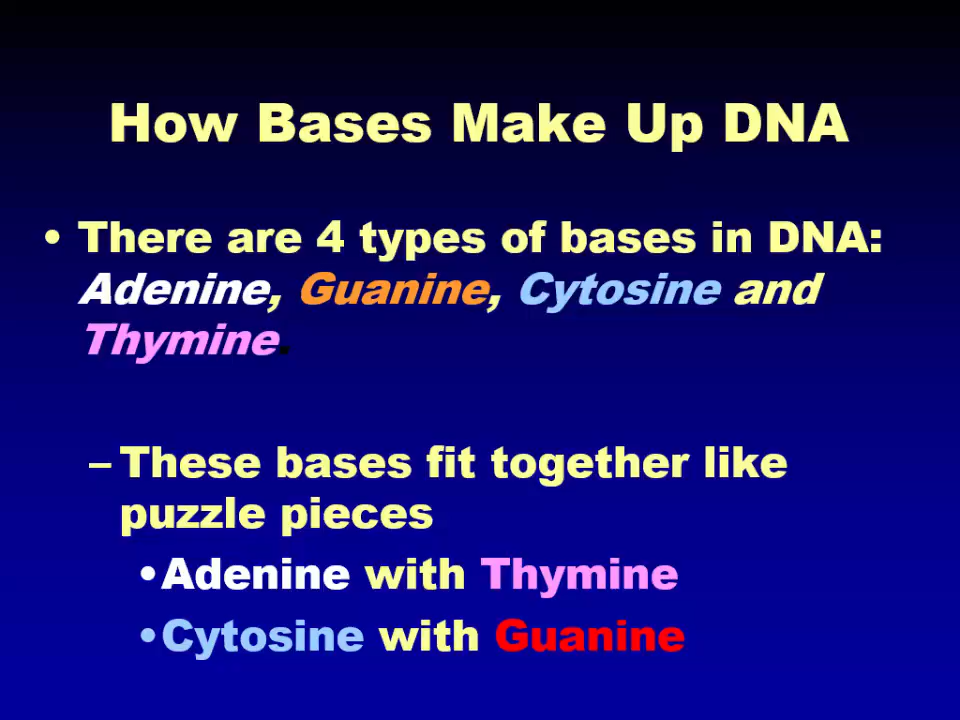 How Bases Make Up DNA
• There are 4 types of bases in DNA:
Adenine, Guanine, Cytosine and
Thymine.
– These bases fit together like
puzzle pieces
•Adenine with Thymine
•Cytosine with Guanine